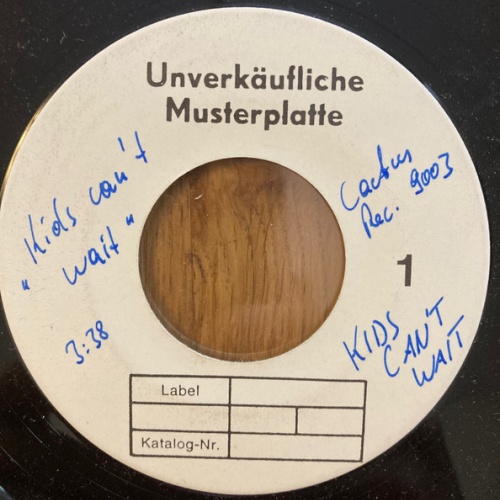 Unverkäufliche
Musterplatte
"Kids can't
wait"
3:38
Cactus
Rec. 9003
1
KIDS
CAN'T
WAIT
Label
Katalog-Nr.